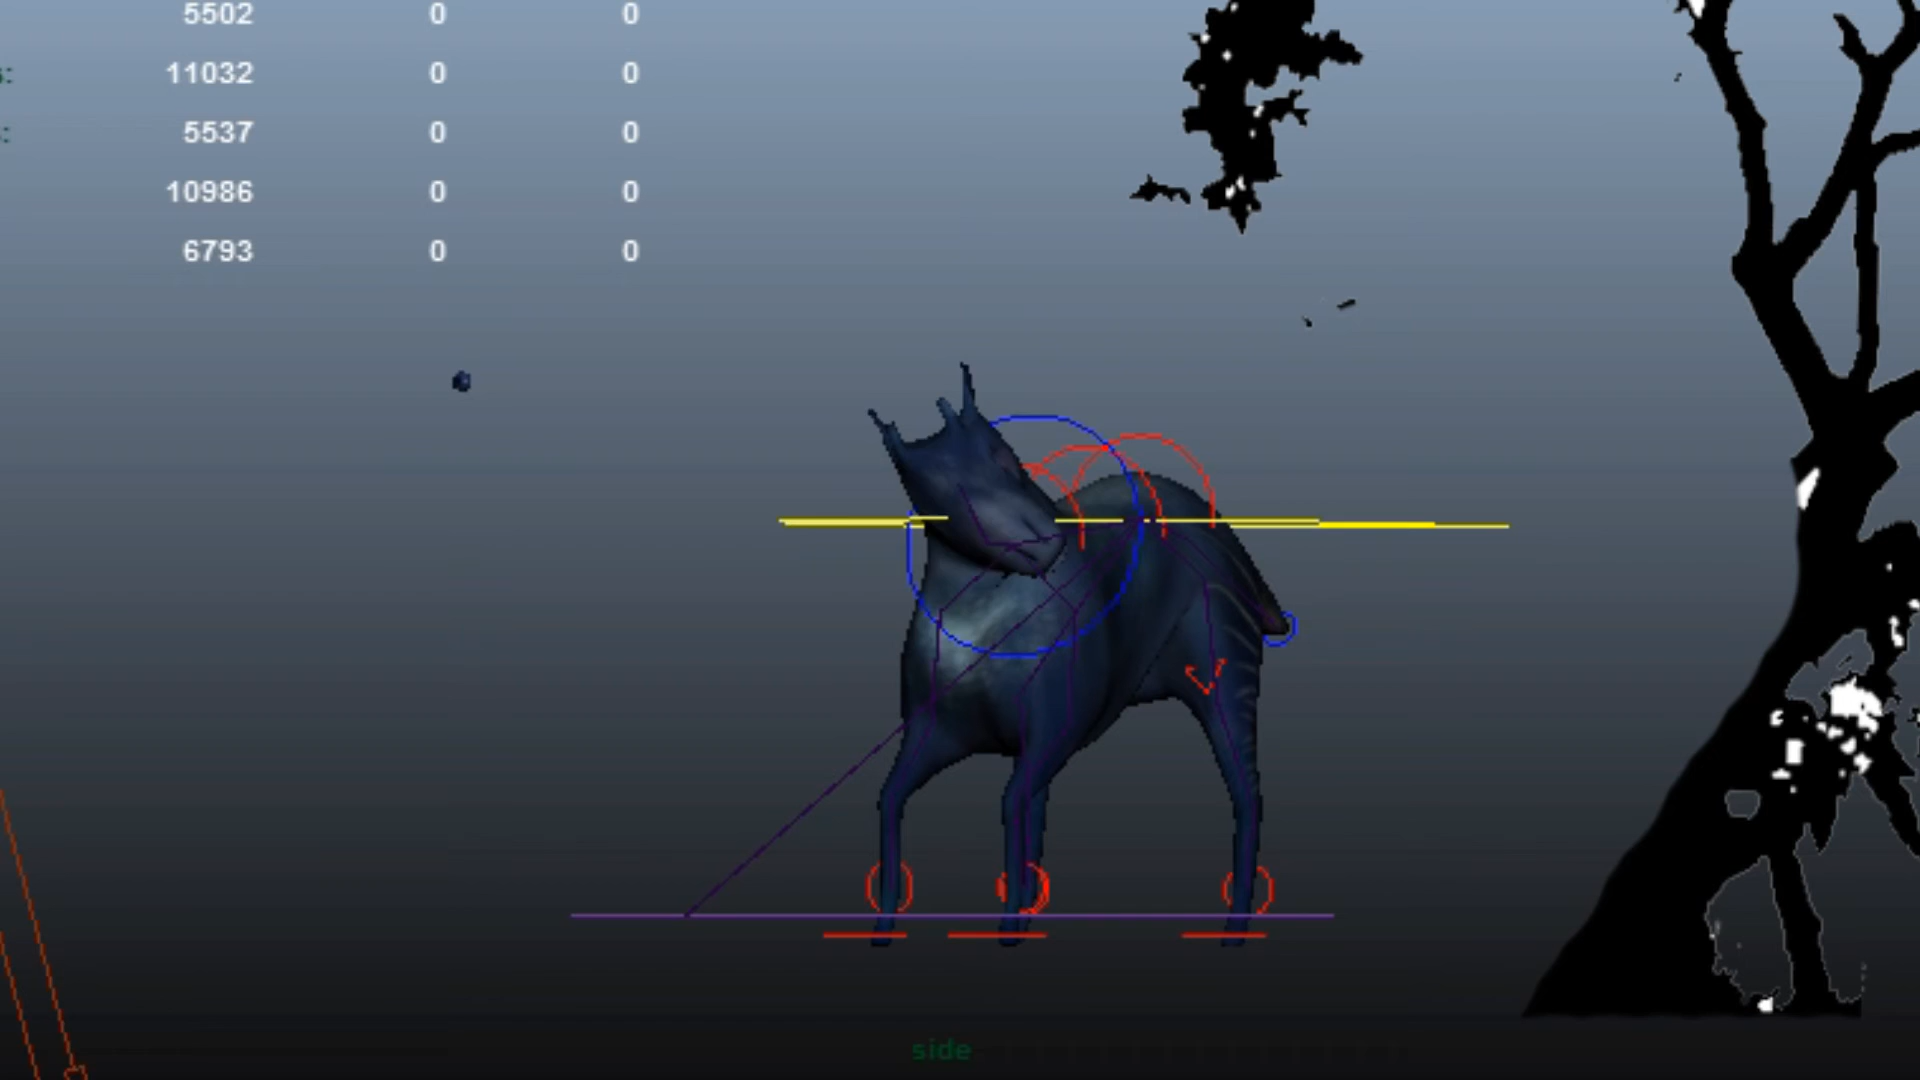 5502 0 0
s: 11032 0 0
s: 5537 0 0
10986 0 0
6793 0 0
side